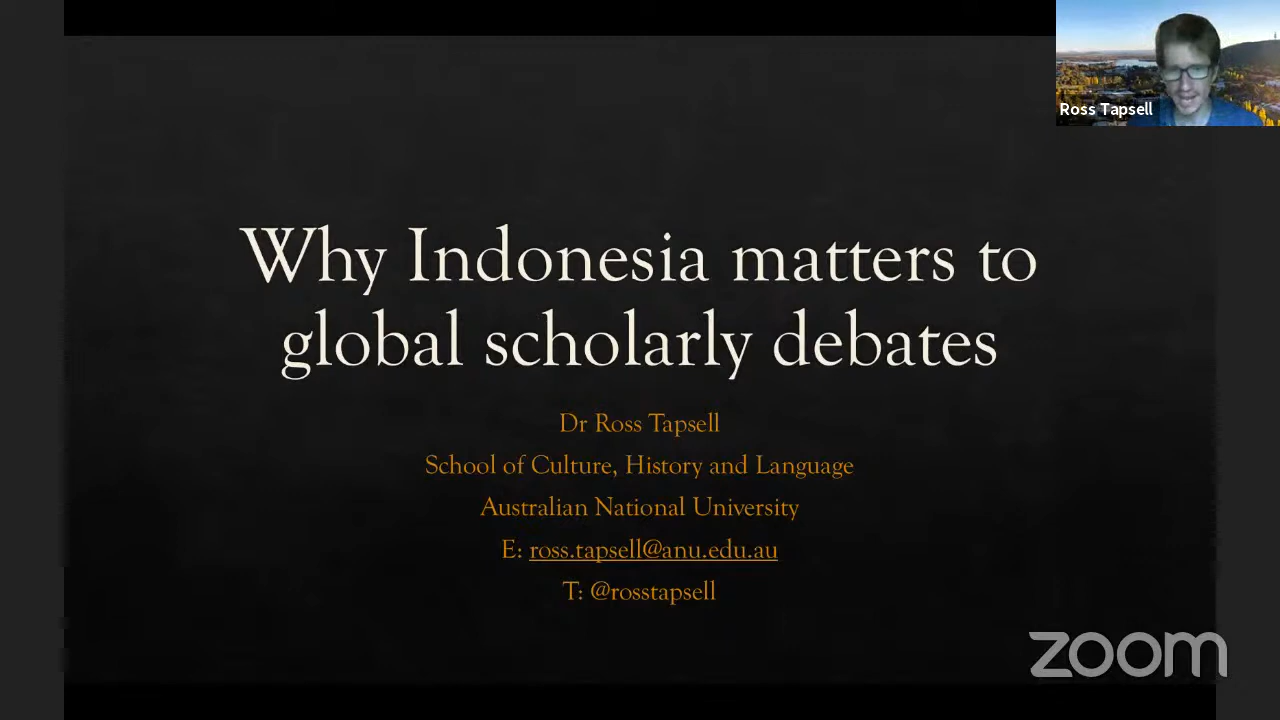 Ross Tapsell
Why Indonesia matters to
global scholarly debates
Dr Ross Tapsell
School of Culture, History and Language
Australian National University
E: ross.tapsell@anu.edu.au
T: @rosstapsell
zoom